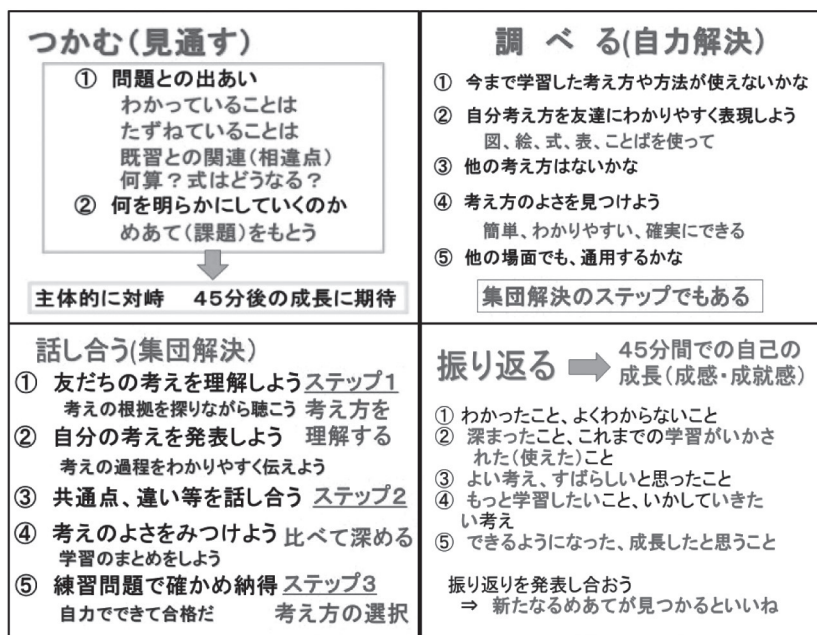 つかむ(見通す)
① 問題との出あい
わかっていることは
たずねていることは
既習との関連(相違点)
何算?式はどうなる?
② 何を明らかにしていくのか
めあて(課題)をもとう
主体的に対峙 45分後の成長に期待
調 べ る(自力解決)
① 今まで学習した考え方や方法が使えないかな
② 自分考え方を友達にわかりやすく表現しよう
図、絵、式、表、ことばを使って
③ 他の考え方はないかな
④ 考え方のよさを見つけよう
簡単、わかりやすい、確実にできる
⑤ 他の場面でも、通用するかな
集団解決のステップでもある
話し合う(集団解決)
① 友だちの考えを理解しよう ステップ1
考えの根拠を探りながら聴こう 考え方を
② 自分の考えを発表しよう 理解する
考えの過程をわかりやすく伝えよう
③ 共通点、違い等を話し合う ステップ2
④ 考えのよさをみつけよう 比べて深める
学習のまとめをしよう
⑤ 練習問題で確かめ納得 ステップ3
自力でできて合格だ 考え方の選択
振り返る 45分間での自己の
成長(成感・成就感)
① わかったこと、よくわからないこと
② 深まったこと、これまでの学習がいかさ
れた(使えた)こと
③ よい考え、すばらしいと思ったこと
④ もっと学習したいこと、いかしていきた
い考え
⑤ できるようになった、成長したと思うこと
振り返りを発表し合おう
⇒ 新たなるめあてが見つかるといいね